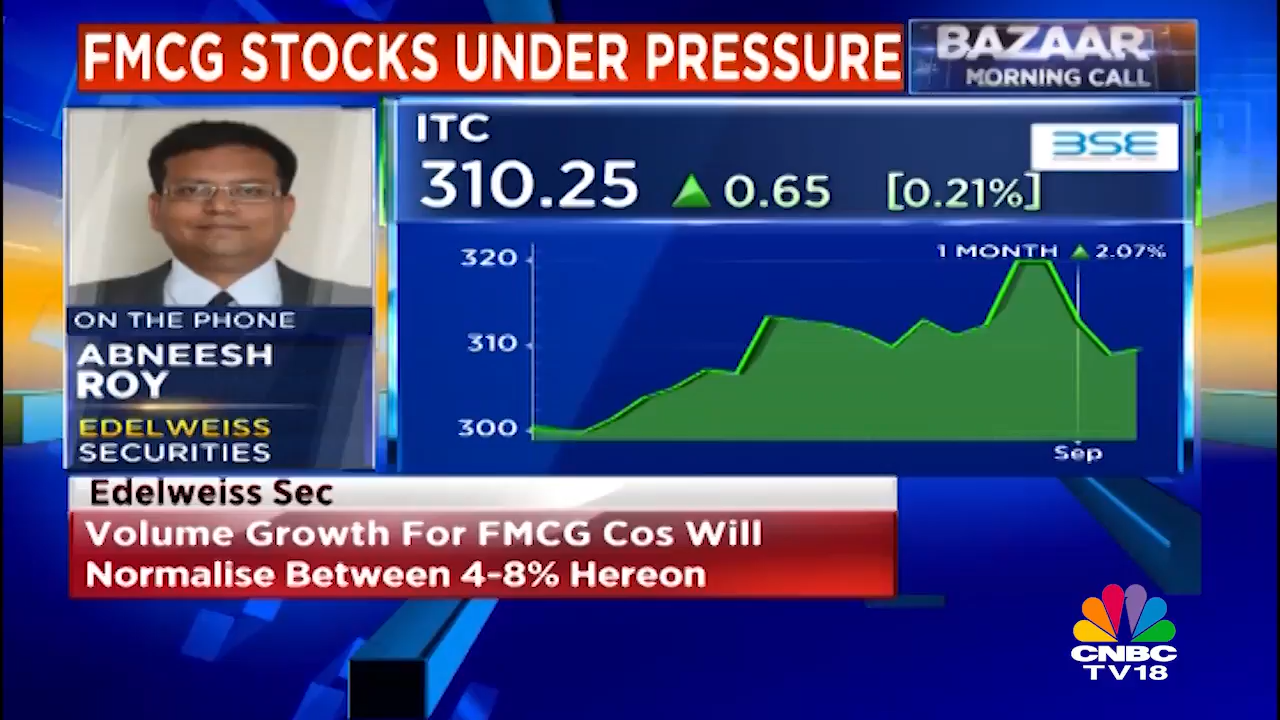 FMCG STOCKS UNDER PRESSURE
BAZAAR
MORNING CALL
ITC
BSE
310.25 ▲ 0.65 [0.21%]
1 MONTH ▲ 2.07%
320
310
300
Sep
ON THE PHONE
ABNEESH
ROY
EDELWEISS
SECURITIES
Edelweiss Sec
Volume Growth For FMCG Cos Will
Normalise Between 4-8% Hereon
CNBC
TV18